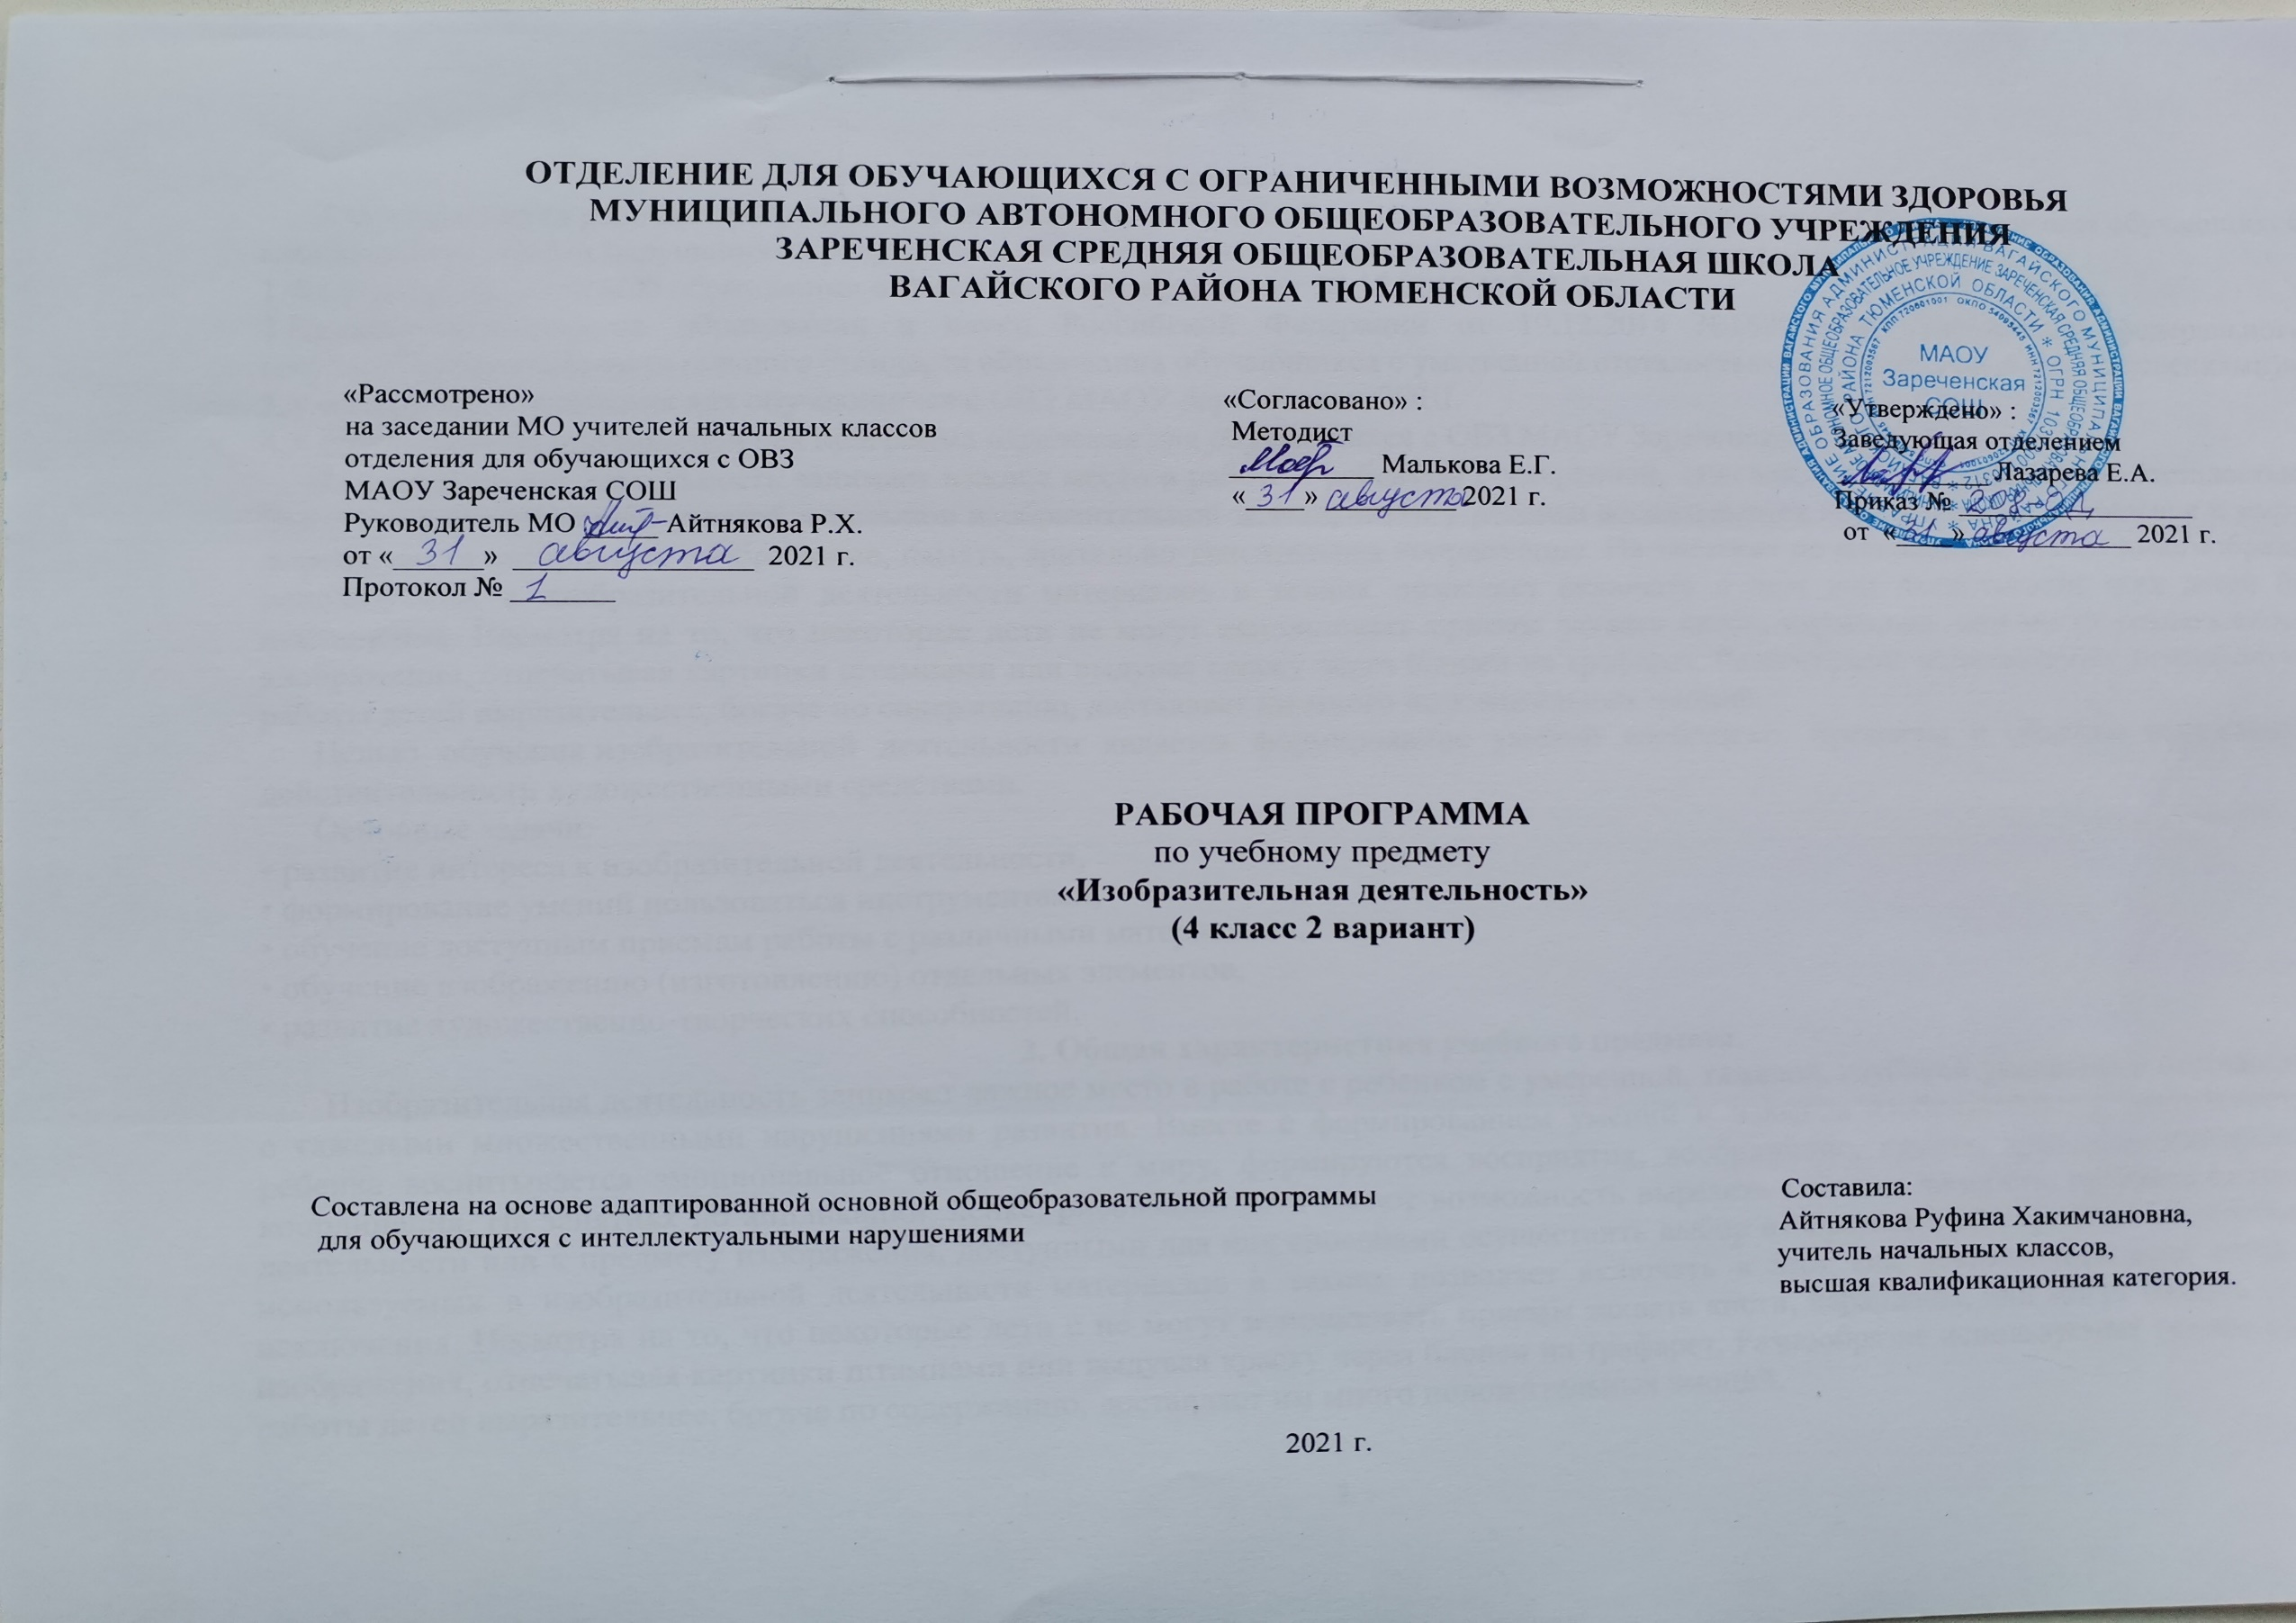 ОТДЕЛЕНИЕ ДЛЯ ОБУЧАЮЩИХСЯ С ОГРАНИЧЕННЫМИ ВОЗМОЖНОСТЯМИ ЗДОРОВЬЯ
МУНИЦИПАЛЬНОГО АВТОНОМНОГО ОБЩЕОБРАЗОВАТЕЛЬНОГО УЧРЕЖДЕНИЯ
ЗАРЕЧЕНСКАЯ СРЕДНЯЯ ОБЩЕОБРАЗОВАТЕЛЬНАЯ ШКОЛА
ВАГАЙСКОГО РАЙОНА ТЮМЕНСКОЙ ОБЛАСТИ
«Рассмотрено»
на заседании МО учителей начальных классов
отделения для обучающихся с ОВЗ
МАОУ Зареченская СОШ
Руководитель МО Айтнякова Р.Х.
от «31» августа 2021 г.
Протокол № 1
«Согласовано» :
Методист
Малькова Е.Г.
«31» августа 2021 г.
МАОУ
Зареченская
СОШ
«Утверждено» :
Заведующая отделением
Лазарева Е.А.
Приказ №
от «31» августа 2021 г.
РАБОЧАЯ ПРОГРАММА
по учебному предмету
«Изобразительная деятельность»
(4 класс 2 вариант)
Составлена на основе адаптированной основной общеобразовательной программы
для обучающихся с интеллектуальными нарушениями
Составила:
Айтнякова Руфина Хакимчановна,
учитель начальных классов,
высшая квалификационная категория.
2021 г.